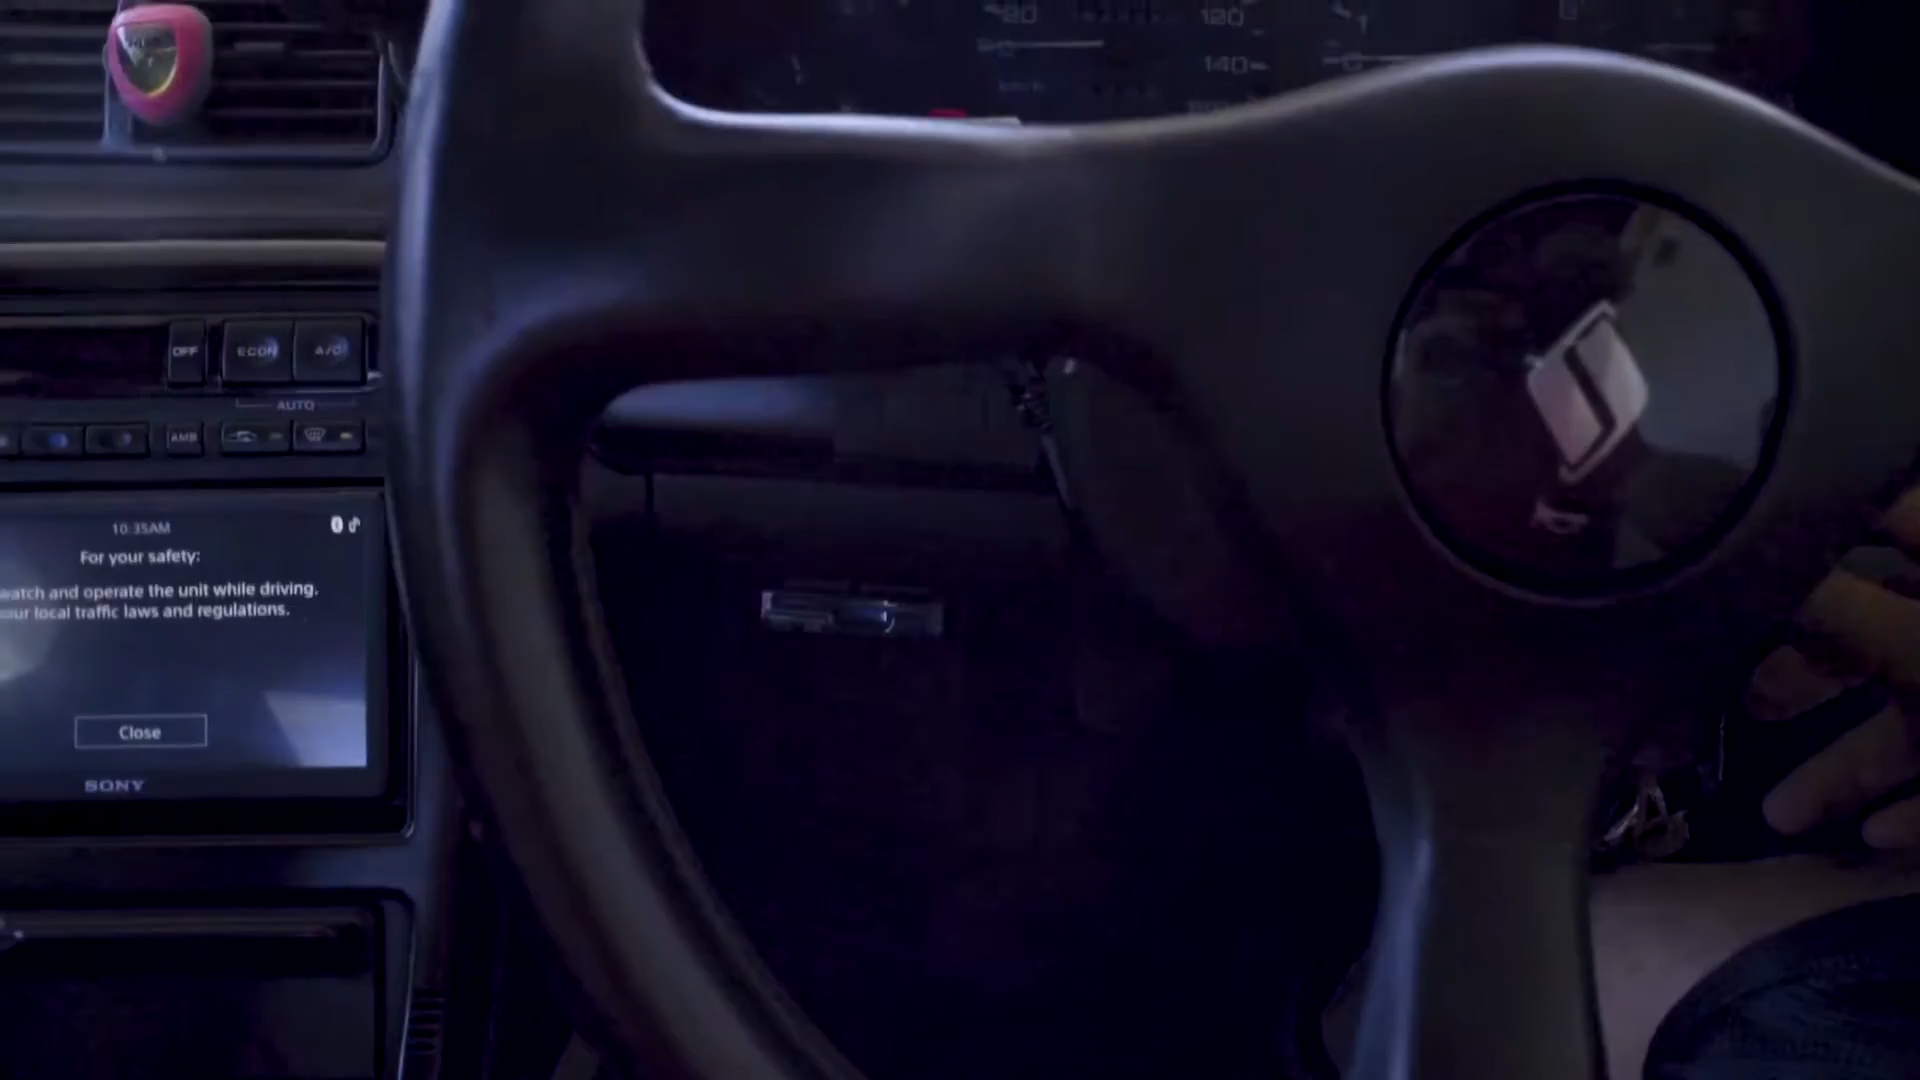 20
120
140
OFF
ECON
A/C
AUTO
AMB
10:35AM
For your safety:
watch and operate the unit while driving.
our local traffic laws and regulations.
Close
SONY